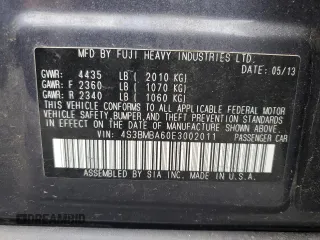 MFD BY FUJI HEAVY INDUSTRIES LTD.
DATE: 05/13
GVWR: 4435 LB ( 2010 KG)
GAWR: F 2360 LB ( 1070 KG)
GAWR: R 2340 LB ( 1060 KG)
THIS VEHICLE CONFORMS TO ALL APPLICABLE FEDERAL MOTOR
VEHICLE SAFETY, BUMPER, AND THEFT PREVENTION STANDARDS
IN EFFECT ON THE DATE OF MANUFACTURE SHOWN ABOVE.
VIN: 4S3BMBA60E3002011
PASSENGER CAR
ASSEMBLED BY SIA INC. MADE IN U.S.A.
DREAMBID